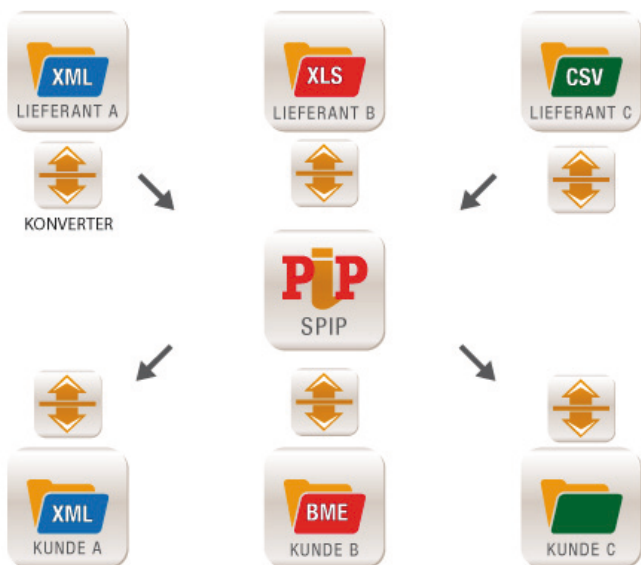 XML
LIEFERANT A
XLS
LIEFERANT B
CSV
LIEFERANT C
KONVERTER
PiP
SPIP
XML
KUNDE A
BME
KUNDE B
KUNDE C